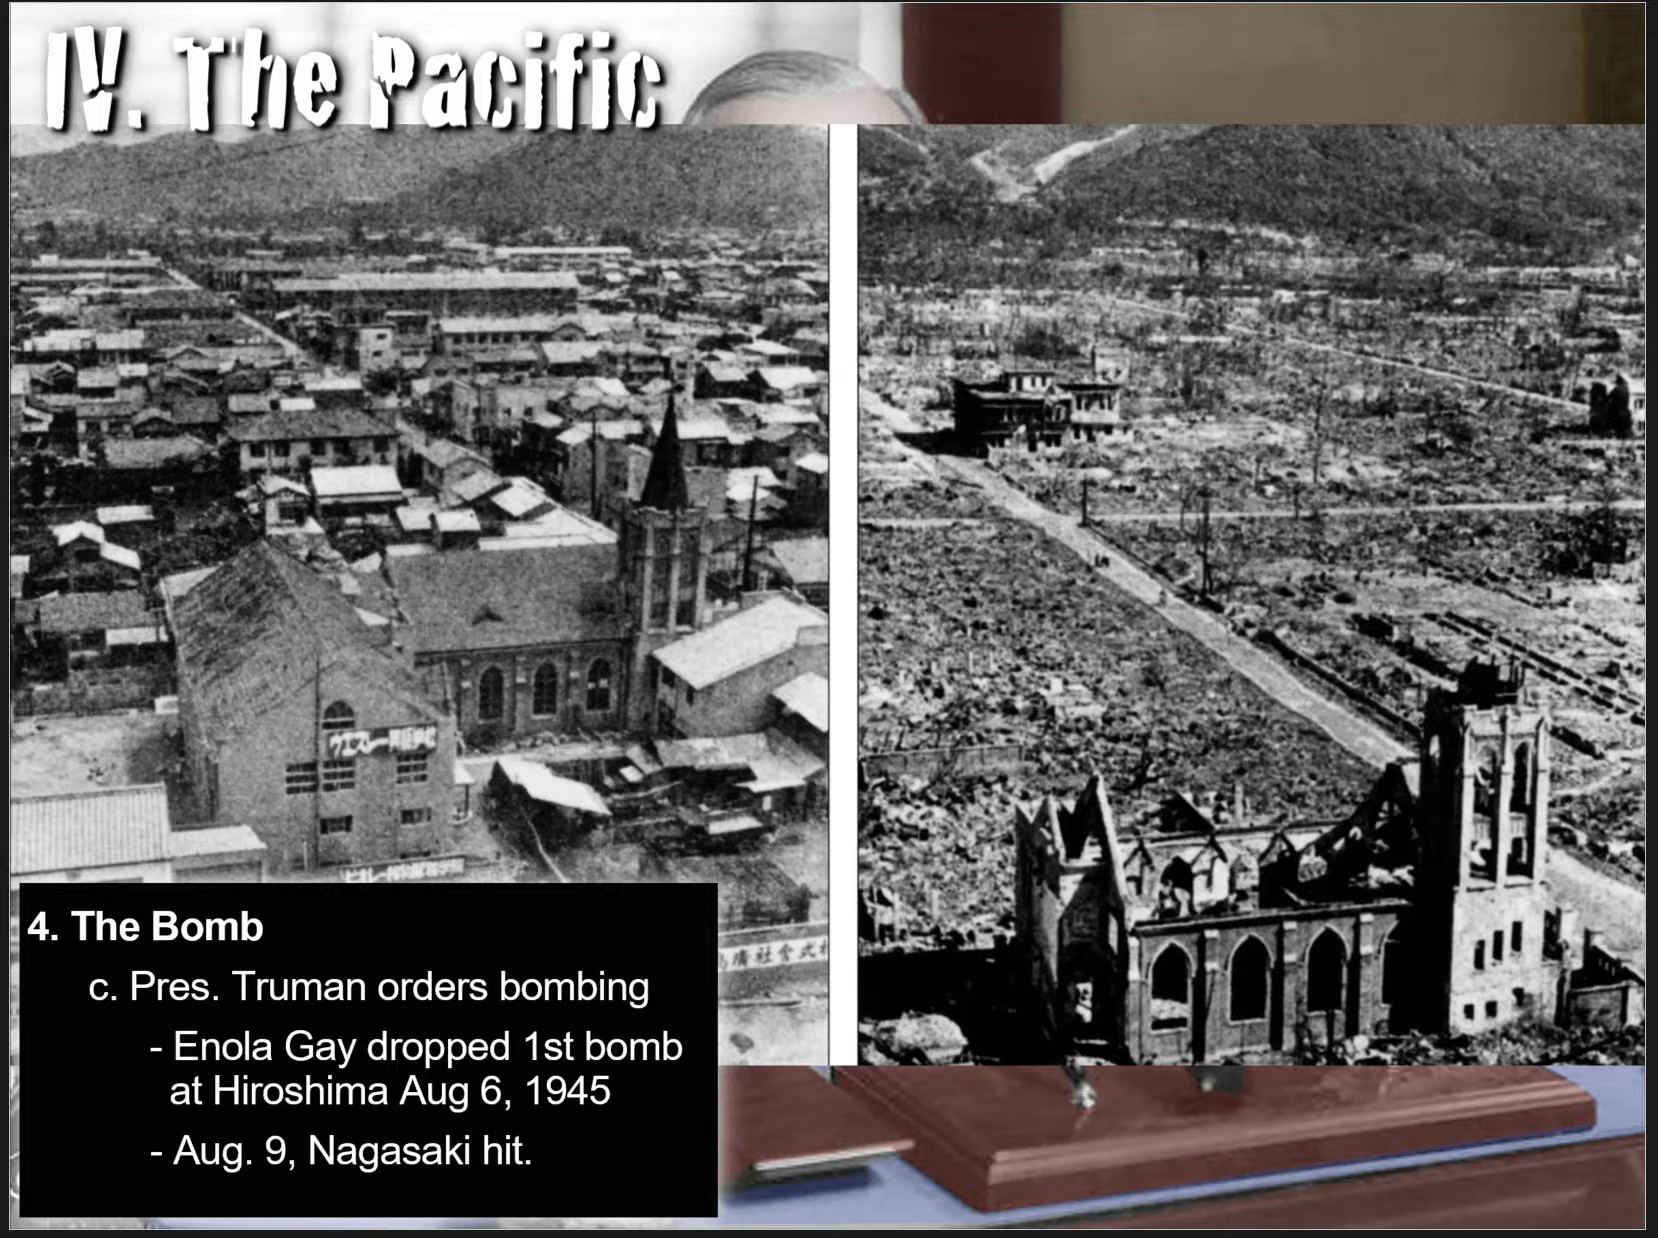 IV. The Pacific
4. The Bomb
c. Pres. Truman orders bombing
- Enola Gay dropped 1st bomb
at Hiroshima Aug 6, 1945
- Aug. 9, Nagasaki hit.